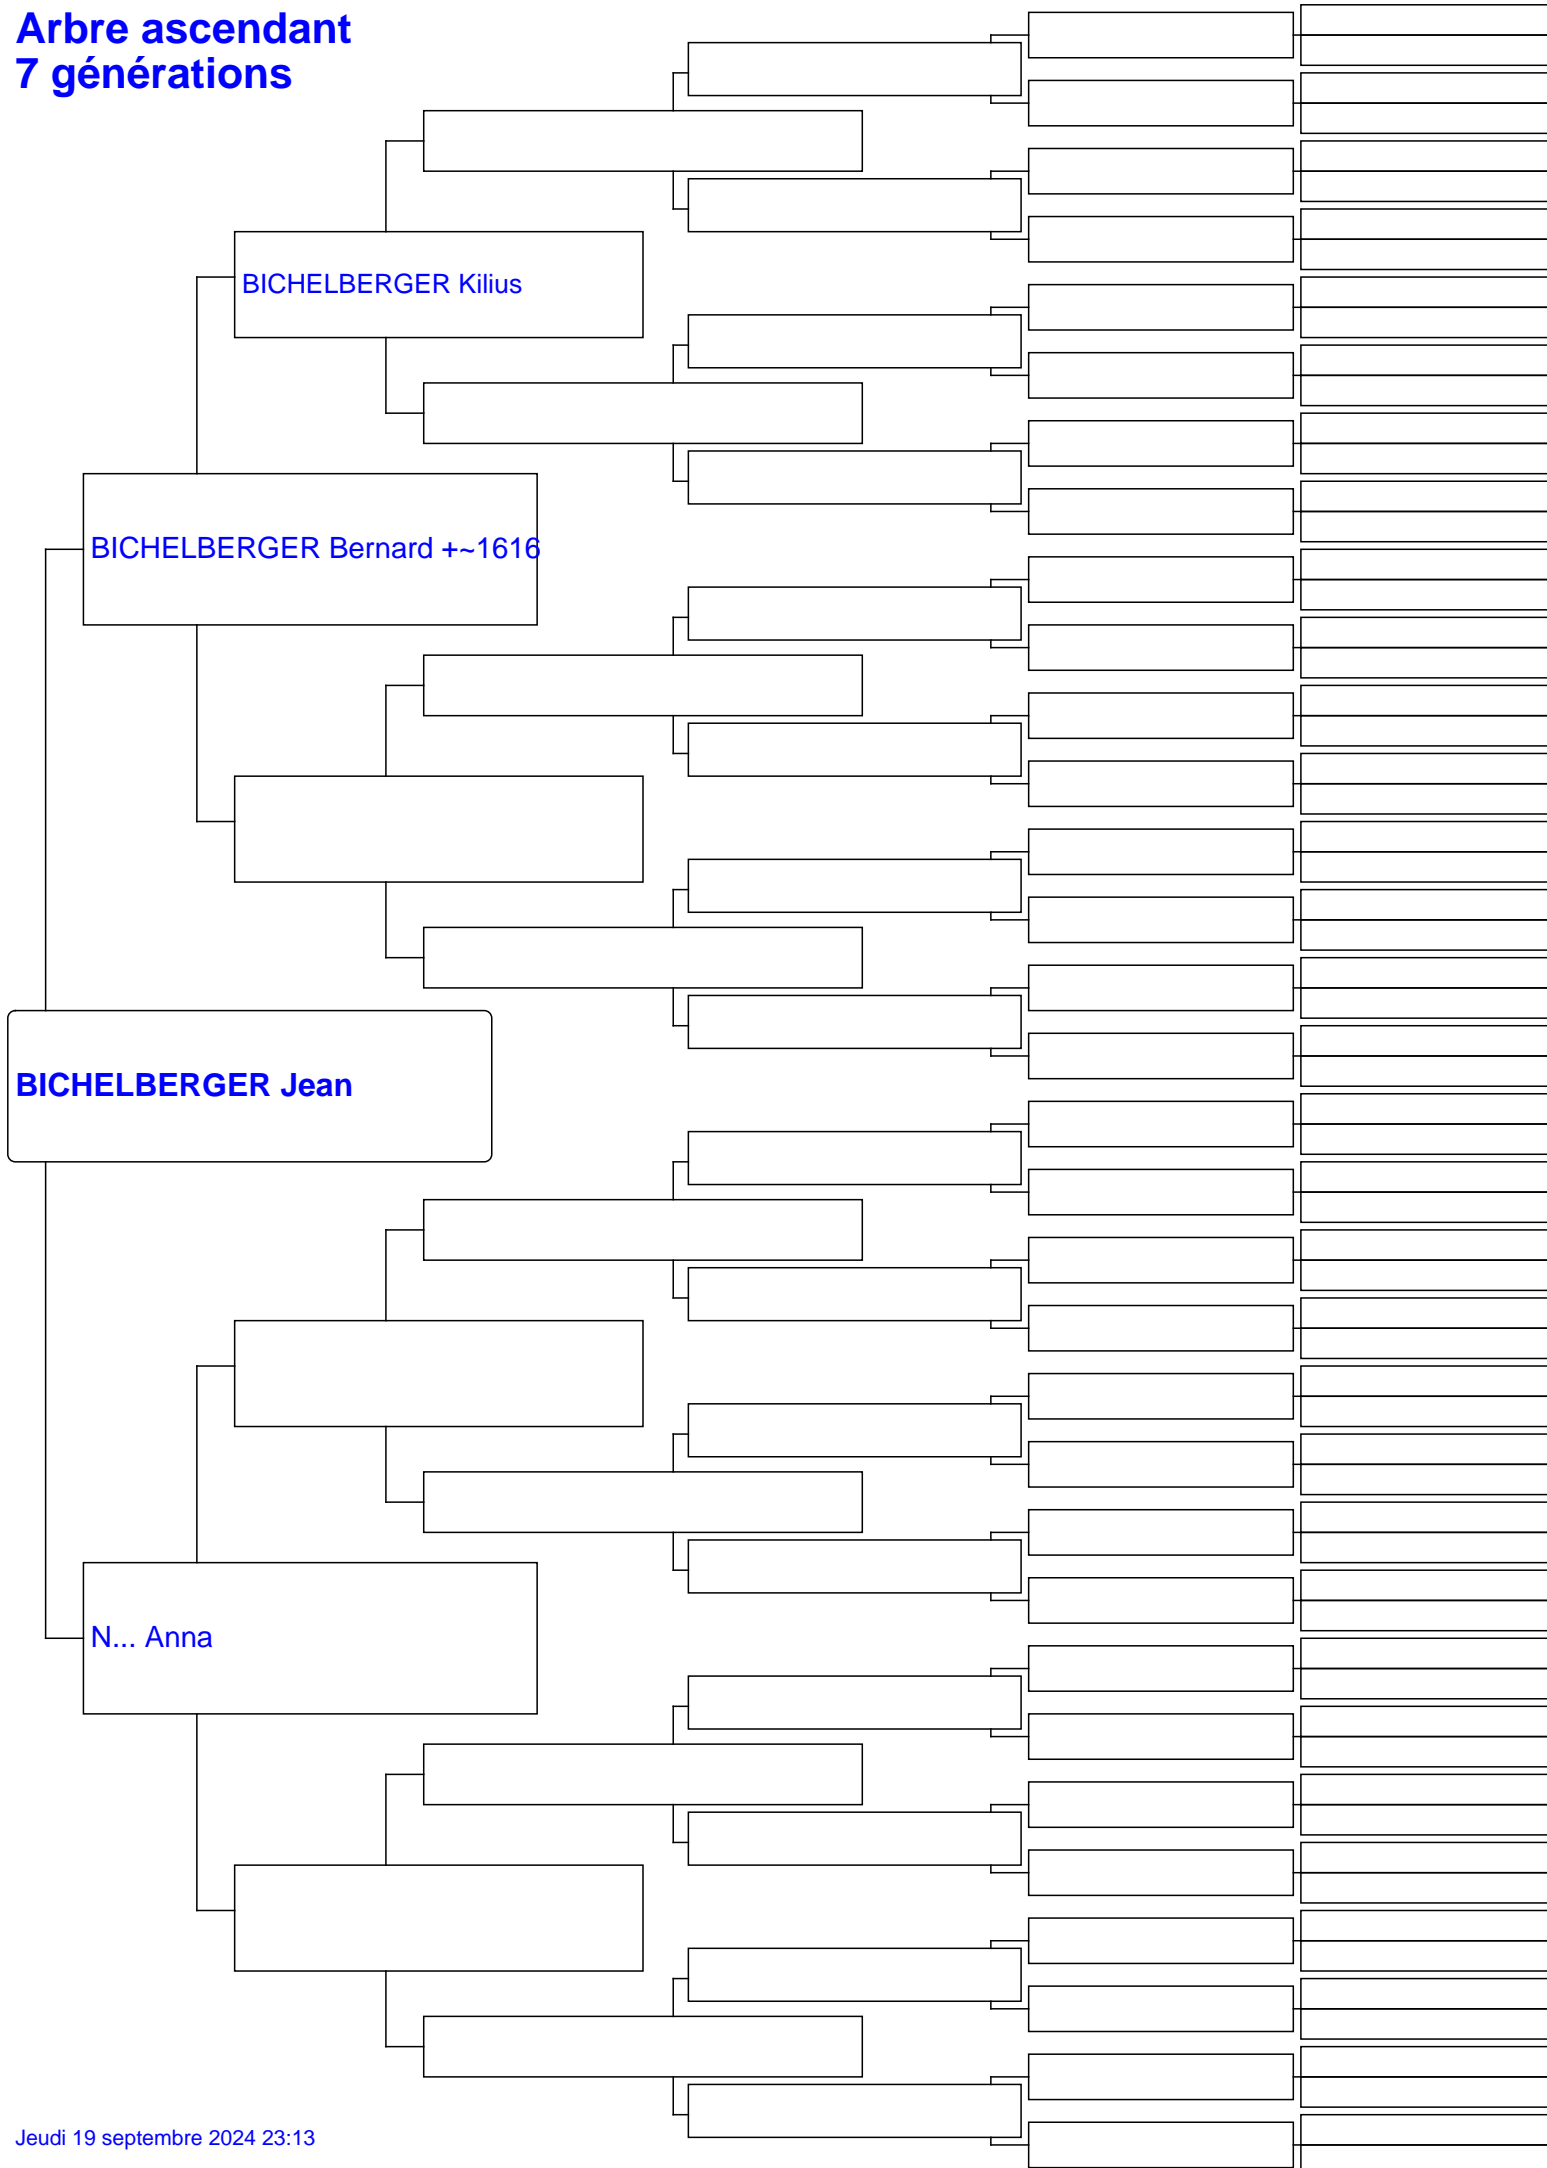 Arbre ascendant
7 générations
BICHELBERGER Kilius
BICHELBERGER Bernard +~1616
BICHELBERGER Jean
N... Anna
Jeudi 19 septembre 2024 23:13